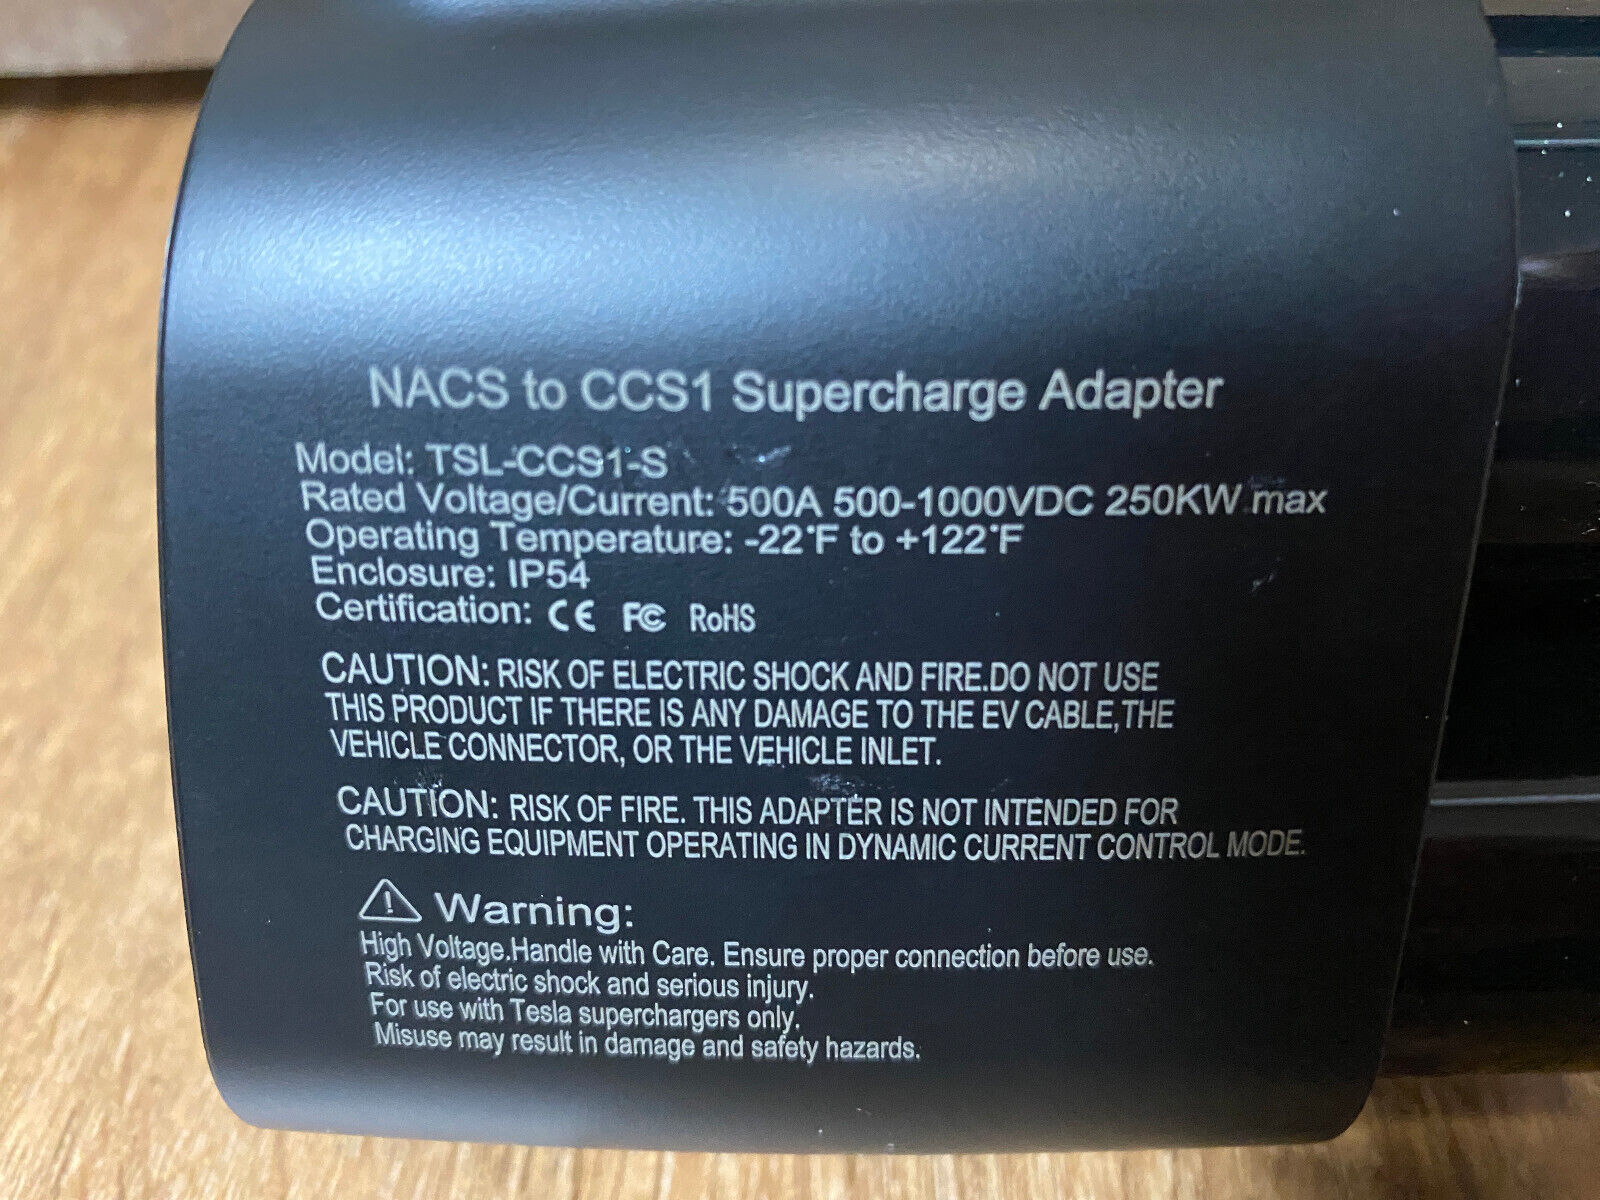 NACS to CCS1 Supercharge Adapter
Model: TSL-CCS1-S
Rated Voltage/Current: 500A 500-1000VDC 250KW max
Operating Temperature: -22°F to +122°F
Enclosure: IP54
Certification: CE FC RoHS
CAUTION: RISK OF ELECTRIC SHOCK AND FIRE.DO NOT USE
THIS PRODUCT IF THERE IS ANY DAMAGE TO THE EV CABLE,THE
VEHICLE CONNECTOR, OR THE VEHICLE INLET.
CAUTION: RISK OF FIRE. THIS ADAPTER IS NOT INTENDED FOR
CHARGING EQUIPMENT OPERATING IN DYNAMIC CURRENT CONTROL MODE.
Warning:
High Voltage.Handle with Care. Ensure proper connection before use.
Risk of electric shock and serious injury.
For use with Tesla superchargers only.
Misuse may result in damage and safety hazards.